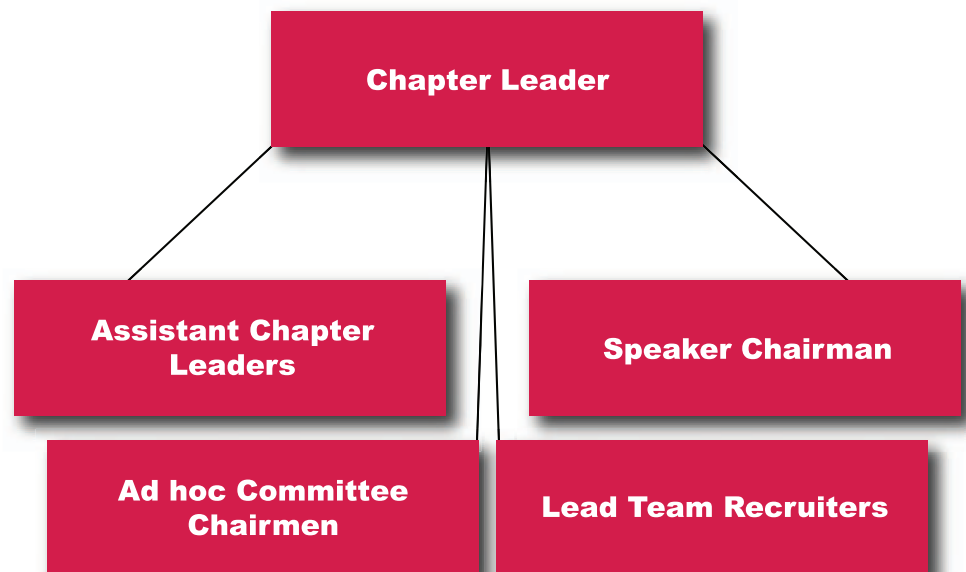 Chapter Leader
Assistant Chapter
Leaders
Speaker Chairman
Ad hoc Committee
Chairmen
Lead Team Recruiters